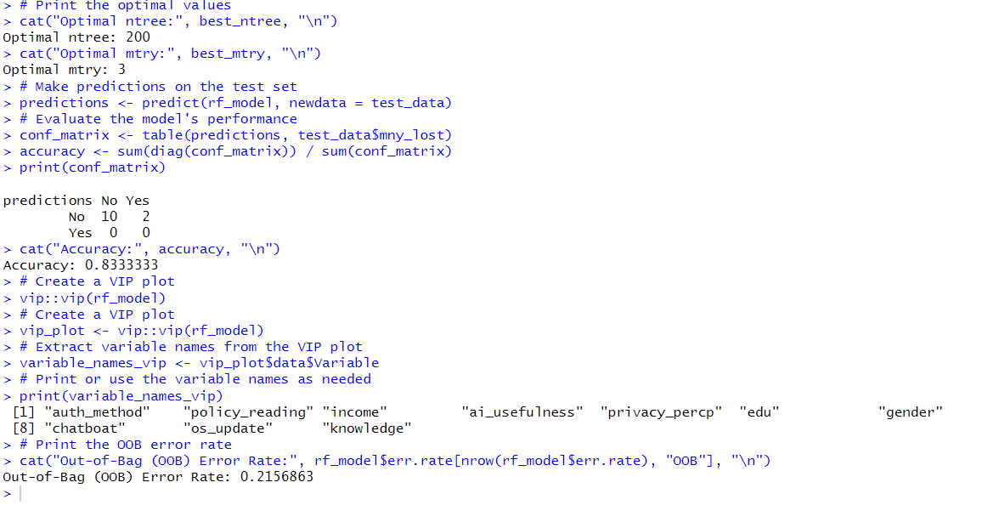 > # Print the optimal values
> cat("Optimal ntree:", best_ntree, "\n")
Optimal ntree: 200
> cat("Optimal mtry:", best_mtry, "\n")
Optimal mtry: 3
> # Make predictions on the test set
> predictions <- predict(rf_model, newdata = test_data)
> # Evaluate the model's performance
> conf_matrix <- table(predictions, test_data$mny_lost)
> accuracy <- sum(diag(conf_matrix)) / sum(conf_matrix)
> print(conf_matrix)

predictions No Yes
        No  10   2
        Yes  0   0
> cat("Accuracy:", accuracy, "\n")
Accuracy: 0.8333333
> # Create a VIP plot
> vip::vip(rf_model)
> # Create a VIP plot
> vip_plot <- vip::vip(rf_model)
> # Extract variable names from the VIP plot
> variable_names_vip <- vip_plot$data$Variable
> # Print or use the variable names as needed
> print(variable_names_vip)
 [1] "auth_method"    "policy_reading" "income"         "ai_usefulness"  "privacy_percp"  "edu"            "gender"
 [8] "chatboat"       "os_update"      "knowledge"
> # Print the OOB error rate
> cat("Out-of-Bag (OOB) Error Rate:", rf_model$err.rate[nrow(rf_model$err.rate), "OOB"], "\n")
Out-of-Bag (OOB) Error Rate: 0.2156863
>